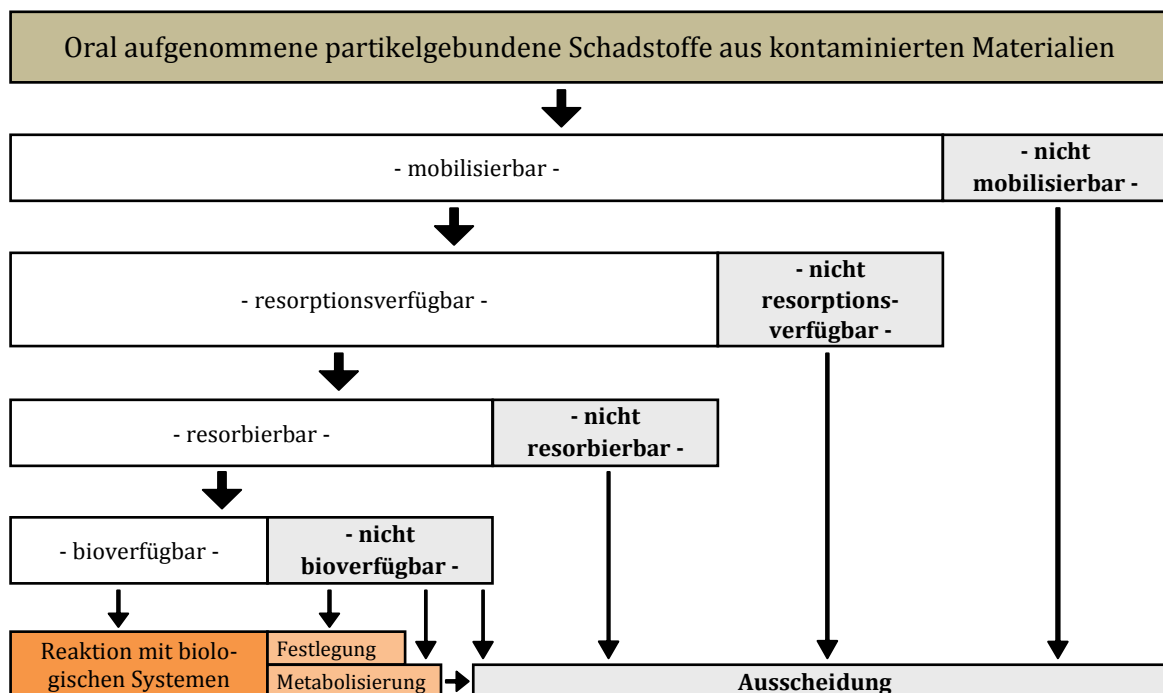 Oral aufgenommene partikelgebundene Schadstoffe aus kontaminierten Materialien
- mobilisierbar -
- nicht
mobilisierbar -
- resorptionsverfügbar -
- nicht
resorptions-
verfügbar -
- resorbierbar -
- nicht
resorbierbar -
- bioverfügbar -
- nicht
bioverfügbar -
Reaktion mit biolo-
gischen Systemen
Festlegung
Metabolisierung
Ausscheidung